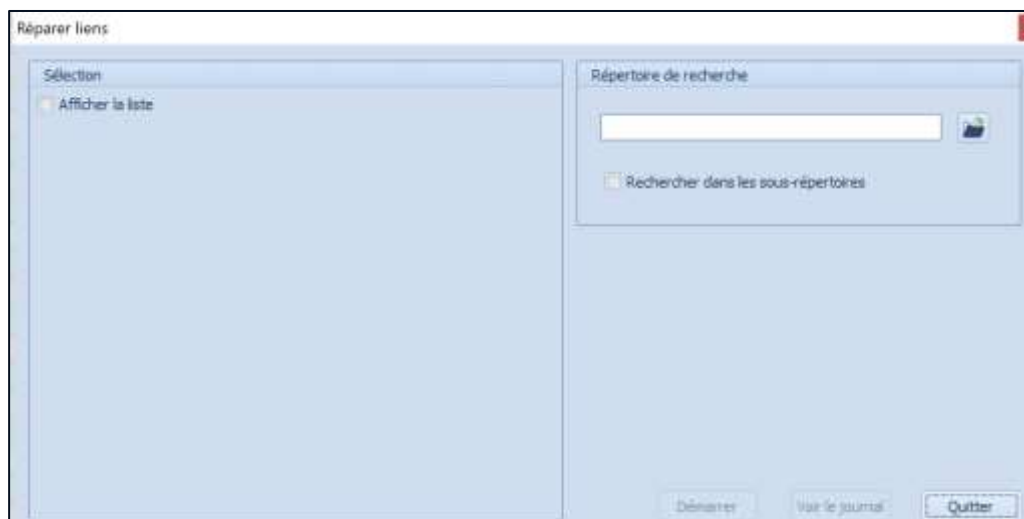 Réparer liens
Sélection
Afficher la liste
Répertoire de recherche
Rechercher dans les sous-répertoires
Démarrer
Voir le journal
Quitter